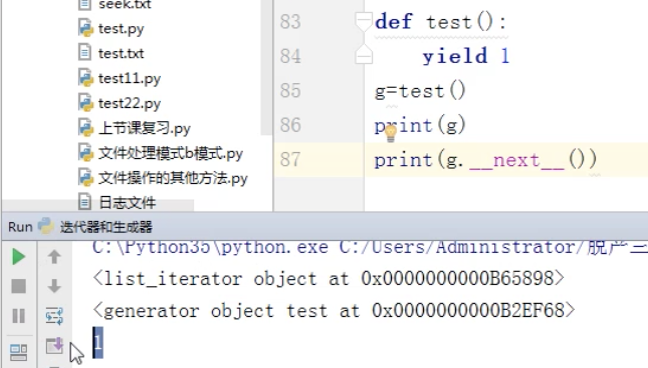 seek.txt
test.py
test.txt
test11.py
test22.py
上节课复习.py
文件处理模式b模式.py
文件操作的其他方法.py
日志文件
83 def test():
84 yield 1
85 g=test()
86 print(g)
87 print(g.__next__())
Run 迭代器和生成器
C:\Python35\python.exe C:/Users/Administrator/脱产三
<list_iterator object at 0x0000000000B65898>
<generator object test at 0x0000000000B2EF68>
1